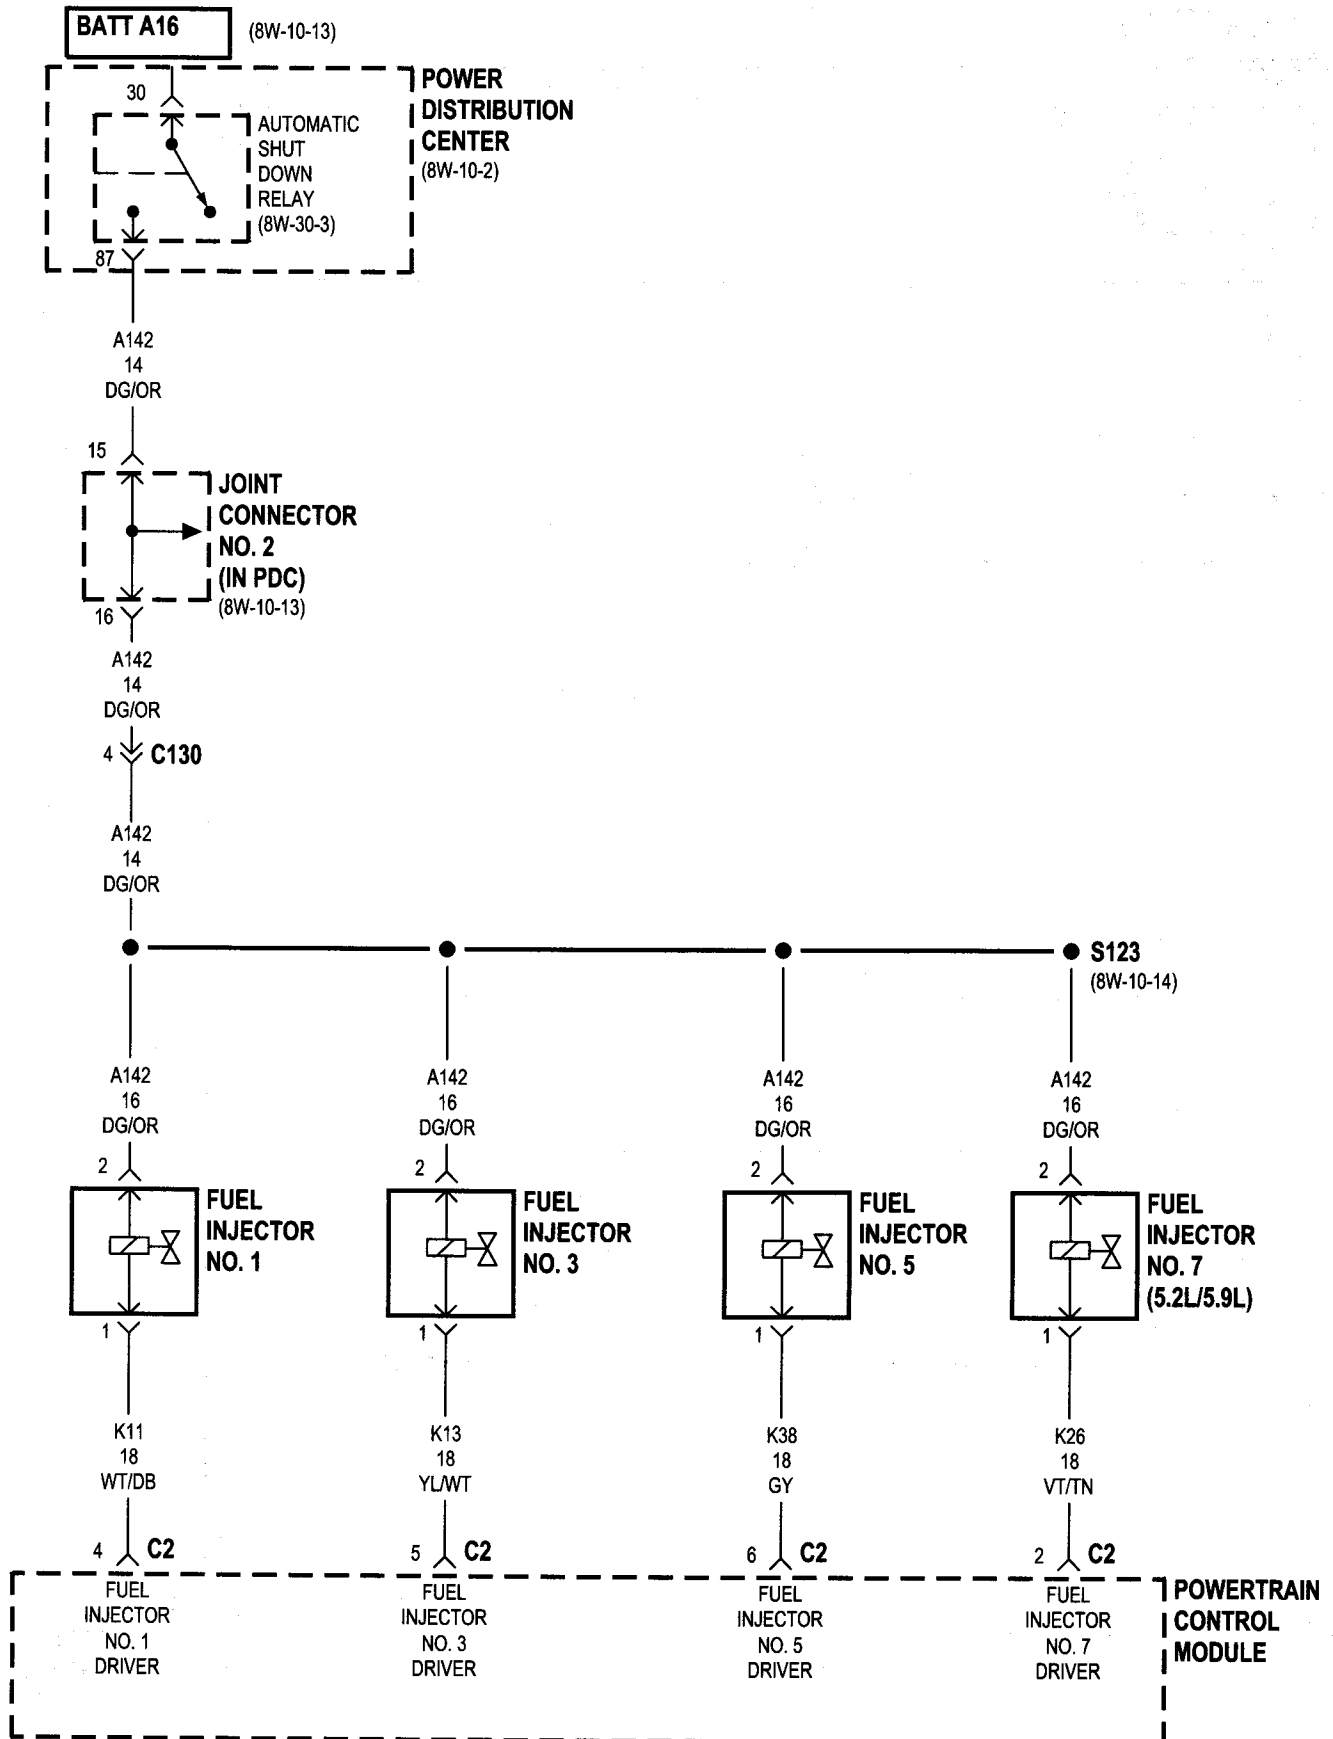 BATT A16
(8W-10-13)
POWER
DISTRIBUTION
CENTER
(8W-10-2)
30
AUTOMATIC
SHUT
DOWN
RELAY
(8W-30-3)
87
A142
14
DG/OR
15
JOINT
CONNECTOR
NO. 2
(IN PDC)
(8W-10-13)
16
A142
14
DG/OR
4 C130
A142
14
DG/OR
S123
(8W-10-14)
A142
16
DG/OR
2
FUEL
INJECTOR
NO. 1
1
K11
18
WT/DB
4 C2
A142
16
DG/OR
2
FUEL
INJECTOR
NO. 3
1
K13
18
YL/WT
5 C2
A142
16
DG/OR
2
FUEL
INJECTOR
NO. 5
1
K38
18
GY
6 C2
A142
16
DG/OR
2
FUEL
INJECTOR
NO. 7
(5.2L/5.9L)
1
K26
18
VT/TN
2 C2
FUEL
INJECTOR
NO. 1
DRIVER
FUEL
INJECTOR
NO. 3
DRIVER
FUEL
INJECTOR
NO. 5
DRIVER
FUEL
INJECTOR
NO. 7
DRIVER
POWERTRAIN
CONTROL
MODULE